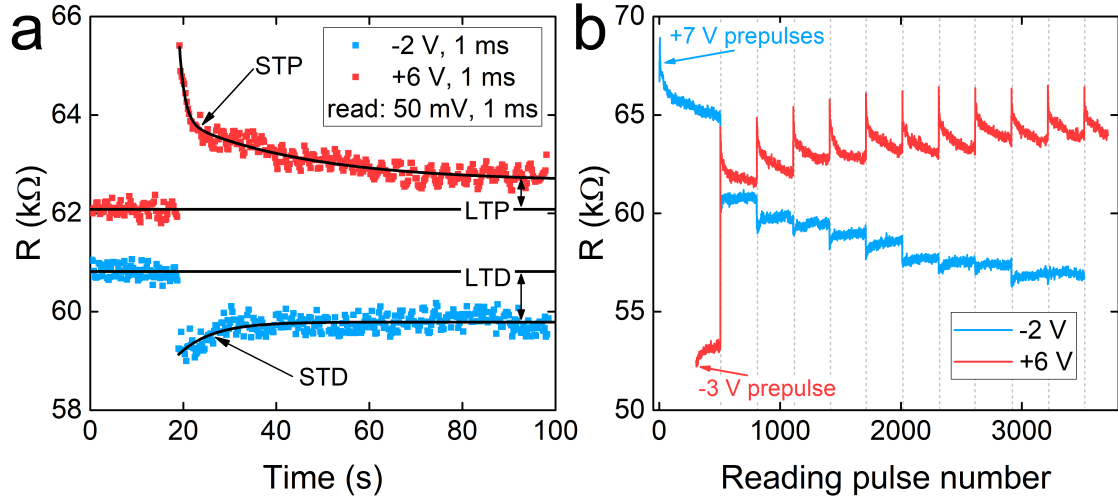 a
66
64
62
60
58
R (kΩ)
0
20
40
60
80
100
Time (s)
STP
-2 V, 1 ms
+6 V, 1 ms
read: 50 mV, 1 ms
LTP
LTD
STD
b
70
65
60
55
50
R (kΩ)
0
1000
2000
3000
Reading pulse number
+7 V prepulses
-3 V prepulse
-2 V
+6 V